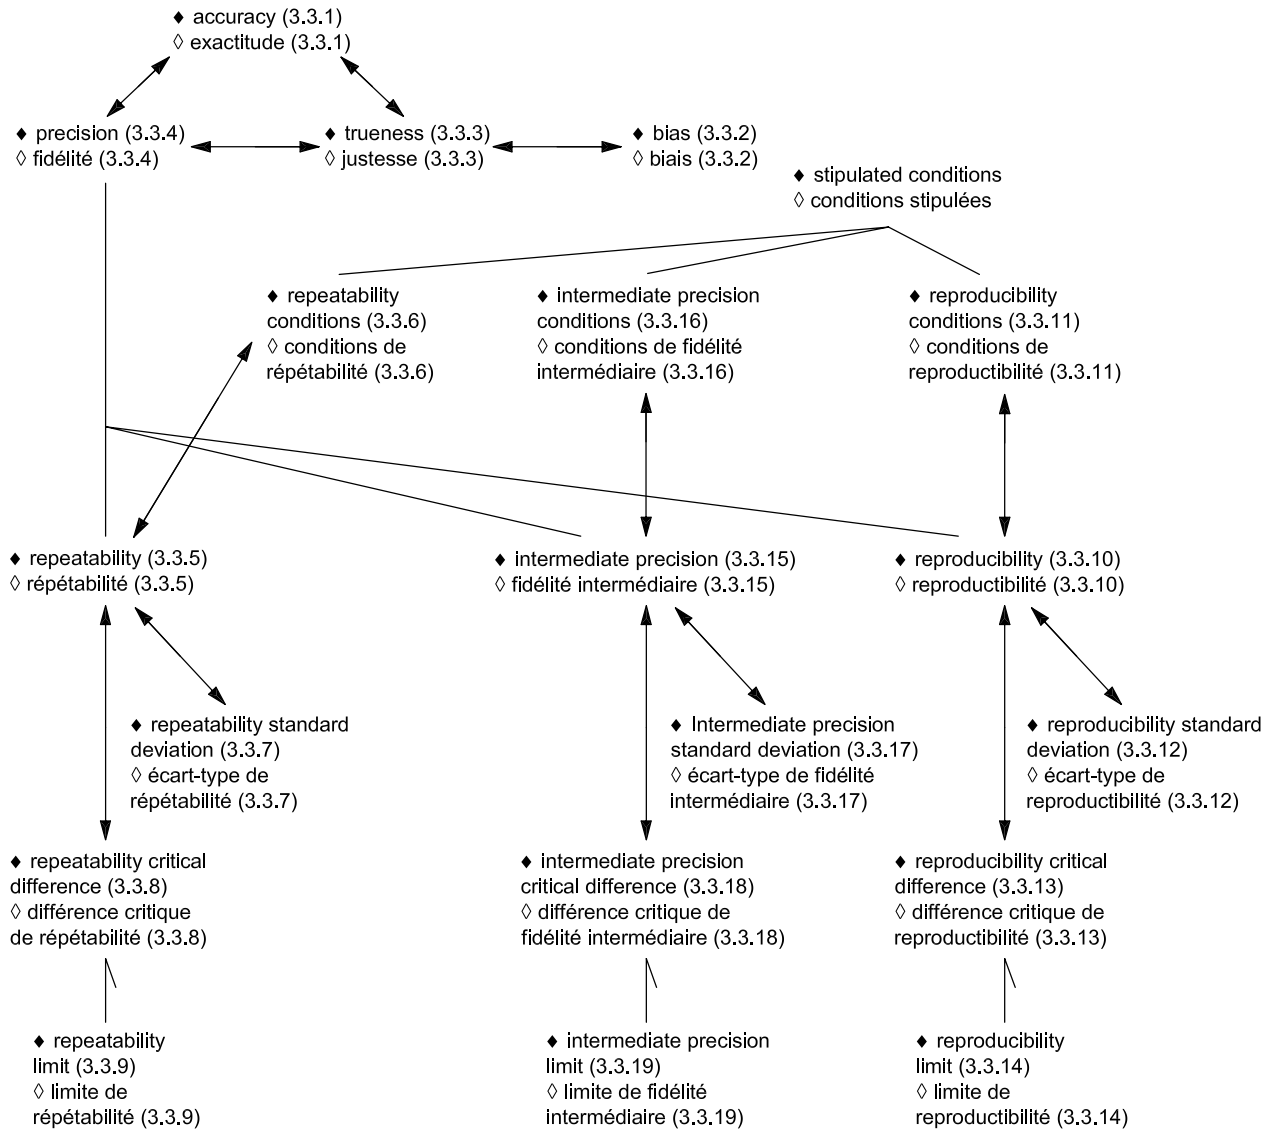 ♦ accuracy (3.3.1)
◊ exactitude (3.3.1)
♦ precision (3.3.4)
◊ fidélité (3.3.4)
♦ trueness (3.3.3)
◊ justesse (3.3.3)
♦ bias (3.3.2)
◊ biais (3.3.2)
♦ stipulated conditions
◊ conditions stipulées
♦ repeatability
conditions (3.3.6)
◊ conditions de
répétabilité (3.3.6)
♦ intermediate precision
conditions (3.3.16)
◊ conditions de fidélité
intermédiaire (3.3.16)
♦ reproducibility
conditions (3.3.11)
◊ conditions de
reproductibilité (3.3.11)
♦ repeatability (3.3.5)
◊ répétabilité (3.3.5)
♦ intermediate precision (3.3.15)
◊ fidélité intermédiaire (3.3.15)
♦ reproducibility (3.3.10)
◊ reproductibilité (3.3.10)
♦ repeatability standard
deviation (3.3.7)
◊ écart-type de
répétabilité (3.3.7)
♦ Intermediate precision
standard deviation (3.3.17)
◊ écart-type de fidélité
intermédiaire (3.3.17)
♦ reproducibility standard
deviation (3.3.12)
◊ écart-type de
reproductibilité (3.3.12)
♦ repeatability critical
difference (3.3.8)
◊ différence critique
de répétabilité (3.3.8)
♦ intermediate precision
critical difference (3.3.18)
◊ différence critique de
fidélité intermédiaire (3.3.18)
♦ reproducibility critical
difference (3.3.13)
◊ différence critique de
reproductibilité (3.3.13)
♦ repeatability
limit (3.3.9)
◊ limite de
répétabilité (3.3.9)
♦ intermediate precision
limit (3.3.19)
◊ limite de fidélité
intermédiaire (3.3.19)
♦ reproducibility
limit (3.3.14)
◊ limite de
reproductibilité (3.3.14)